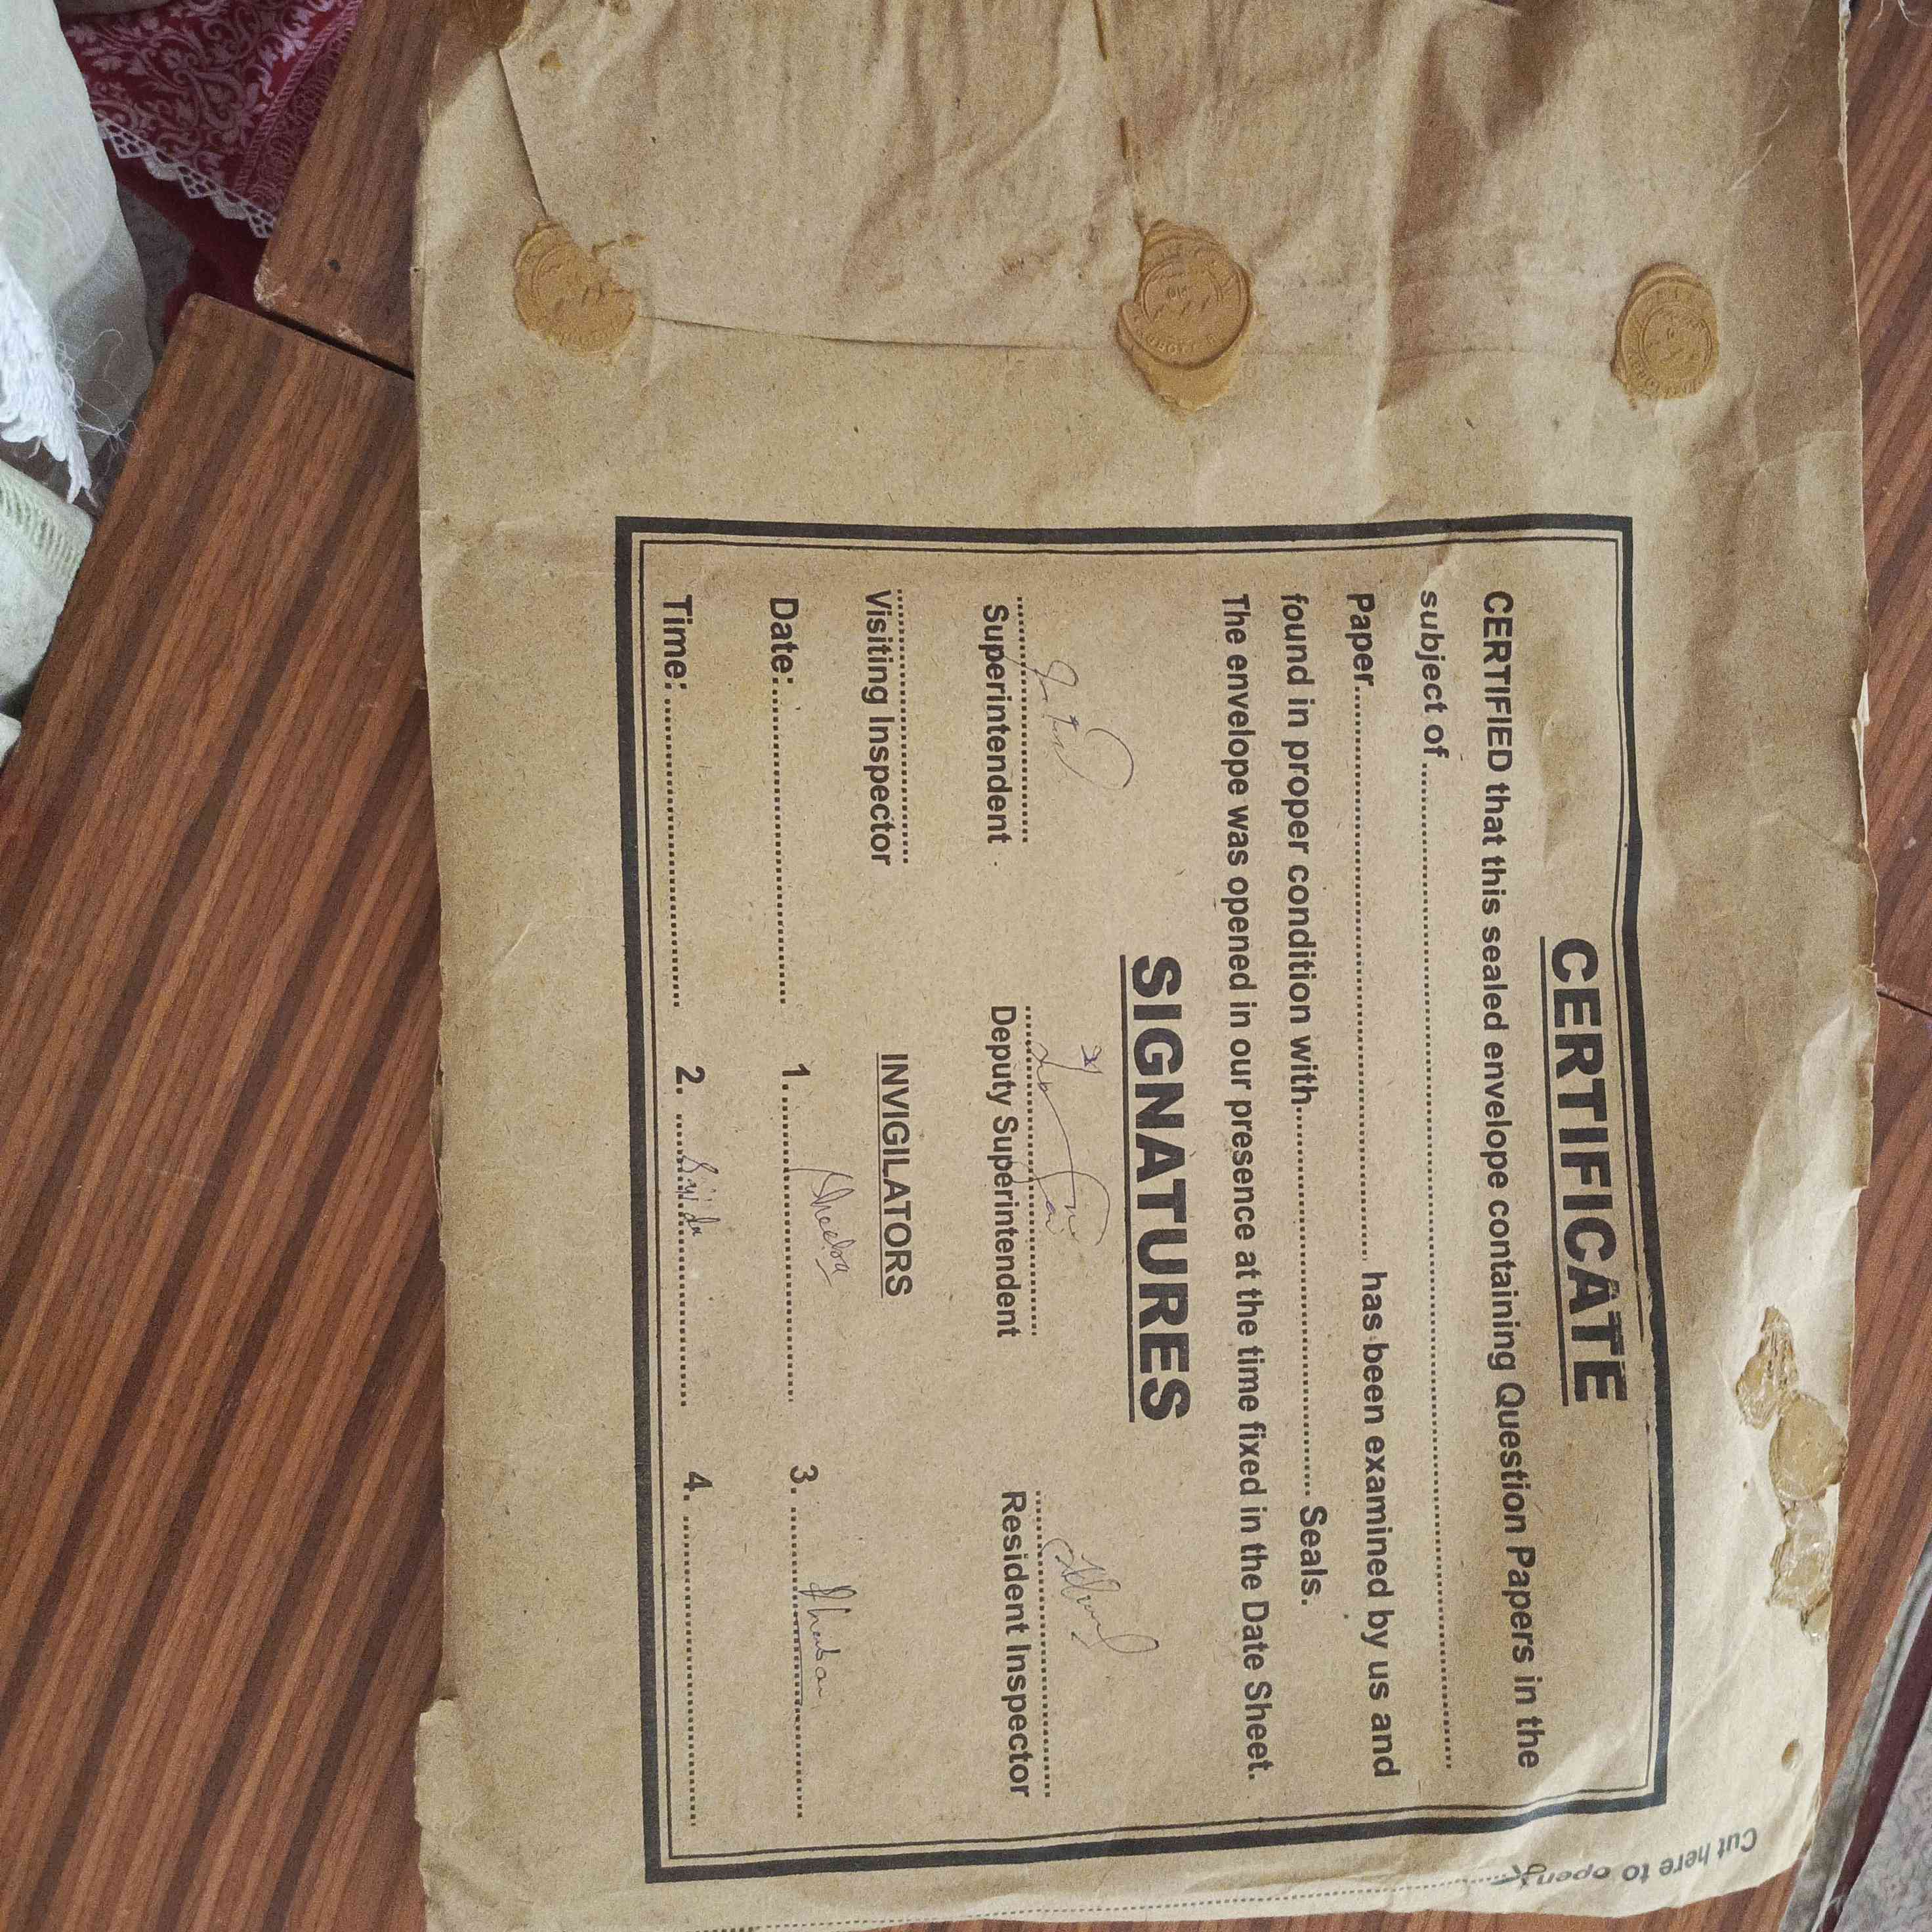 CERTIFICATE
CERTIFIED that this sealed envelope containing Question Papers in the
subject of........................................
Paper........................................ has been examined by us and
found in proper condition with........................................ Seals.
The envelope was opened in our presence at the time fixed in the Date Sheet.
SIGNATURES
Superintendent
Deputy Superintendent
Resident Inspector
Visiting Inspector
INVIGILATORS
Date:........................................
1. Sheeba
3.
Time:........................................
2. Sajida
4. ........................................
Cut here to open